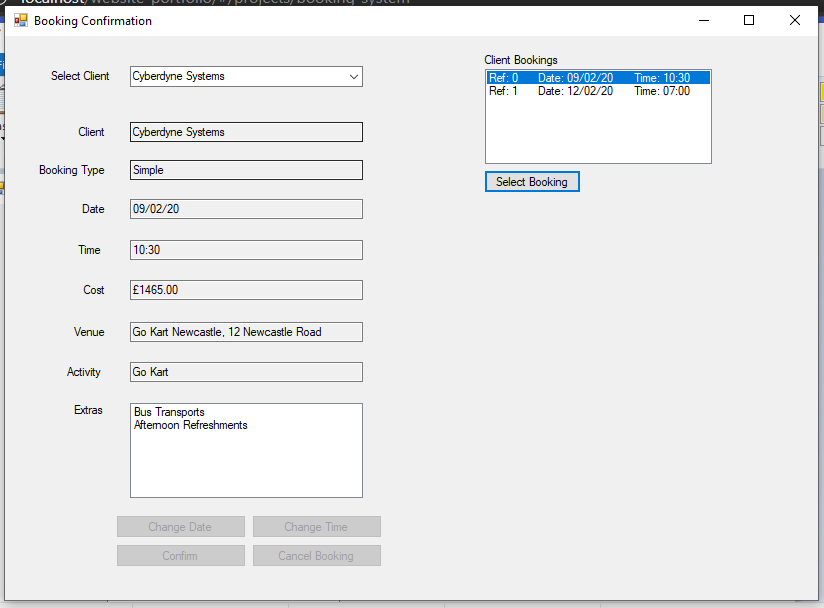 localhost/website-portfolio/#/projects/booking-system
Booking Confirmation
Select Client Cyberdyne Systems
Client Cyberdyne Systems
Booking Type Simple
Date 09/02/20
Time 10:30
Cost £1465.00
Venue Go Kart Newcastle, 12 Newcastle Road
Activity Go Kart
Extras Bus Transports
Afternoon Refreshments
Change Date Change Time
Confirm Cancel Booking
Client Bookings
Ref: 0 Date: 09/02/20 Time: 10:30
Ref: 1 Date: 12/02/20 Time: 07:00
Select Booking